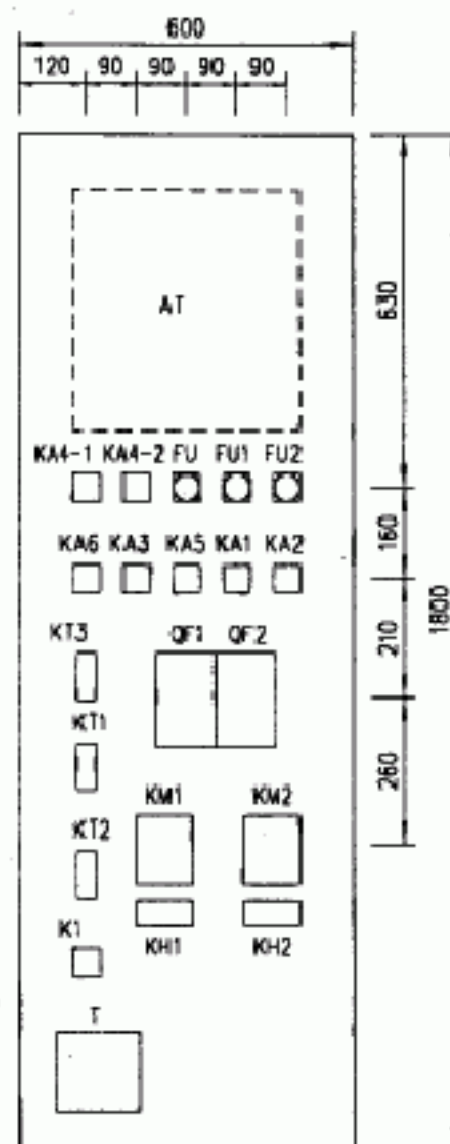 600
120 90 90 90 90
AT
630
KA4-1 KA4-2 FU FU1 FU2
160
KA6 KA3 KA5 KA1 KA2
1800
210
KT3 QF1 QF2
KT1
260
KM1 KM2
KT2
K1
KH1 KH2
T